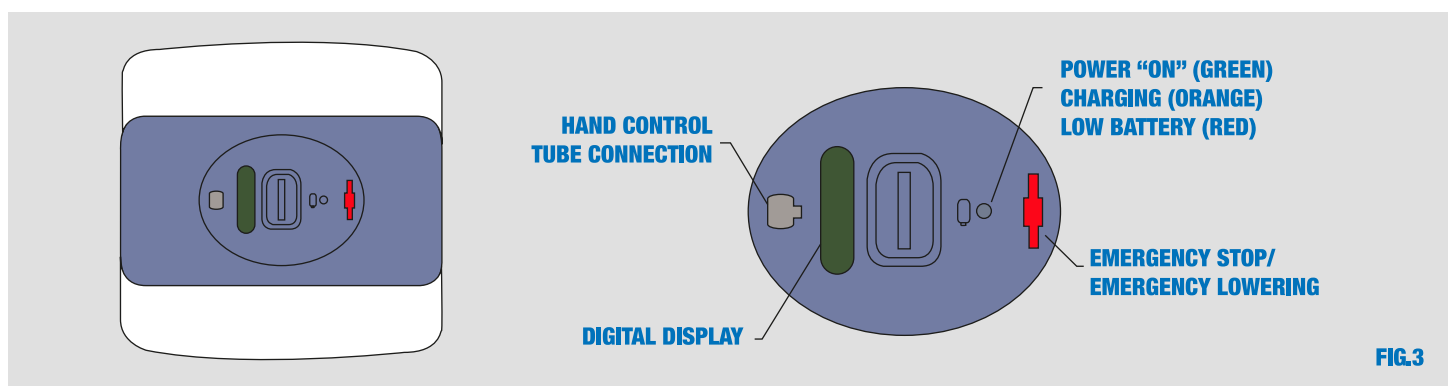 HAND CONTROL
TUBE CONNECTION
POWER “ON” (GREEN)
CHARGING (ORANGE)
LOW BATTERY (RED)
EMERGENCY STOP/
EMERGENCY LOWERING
DIGITAL DISPLAY
FIG.3